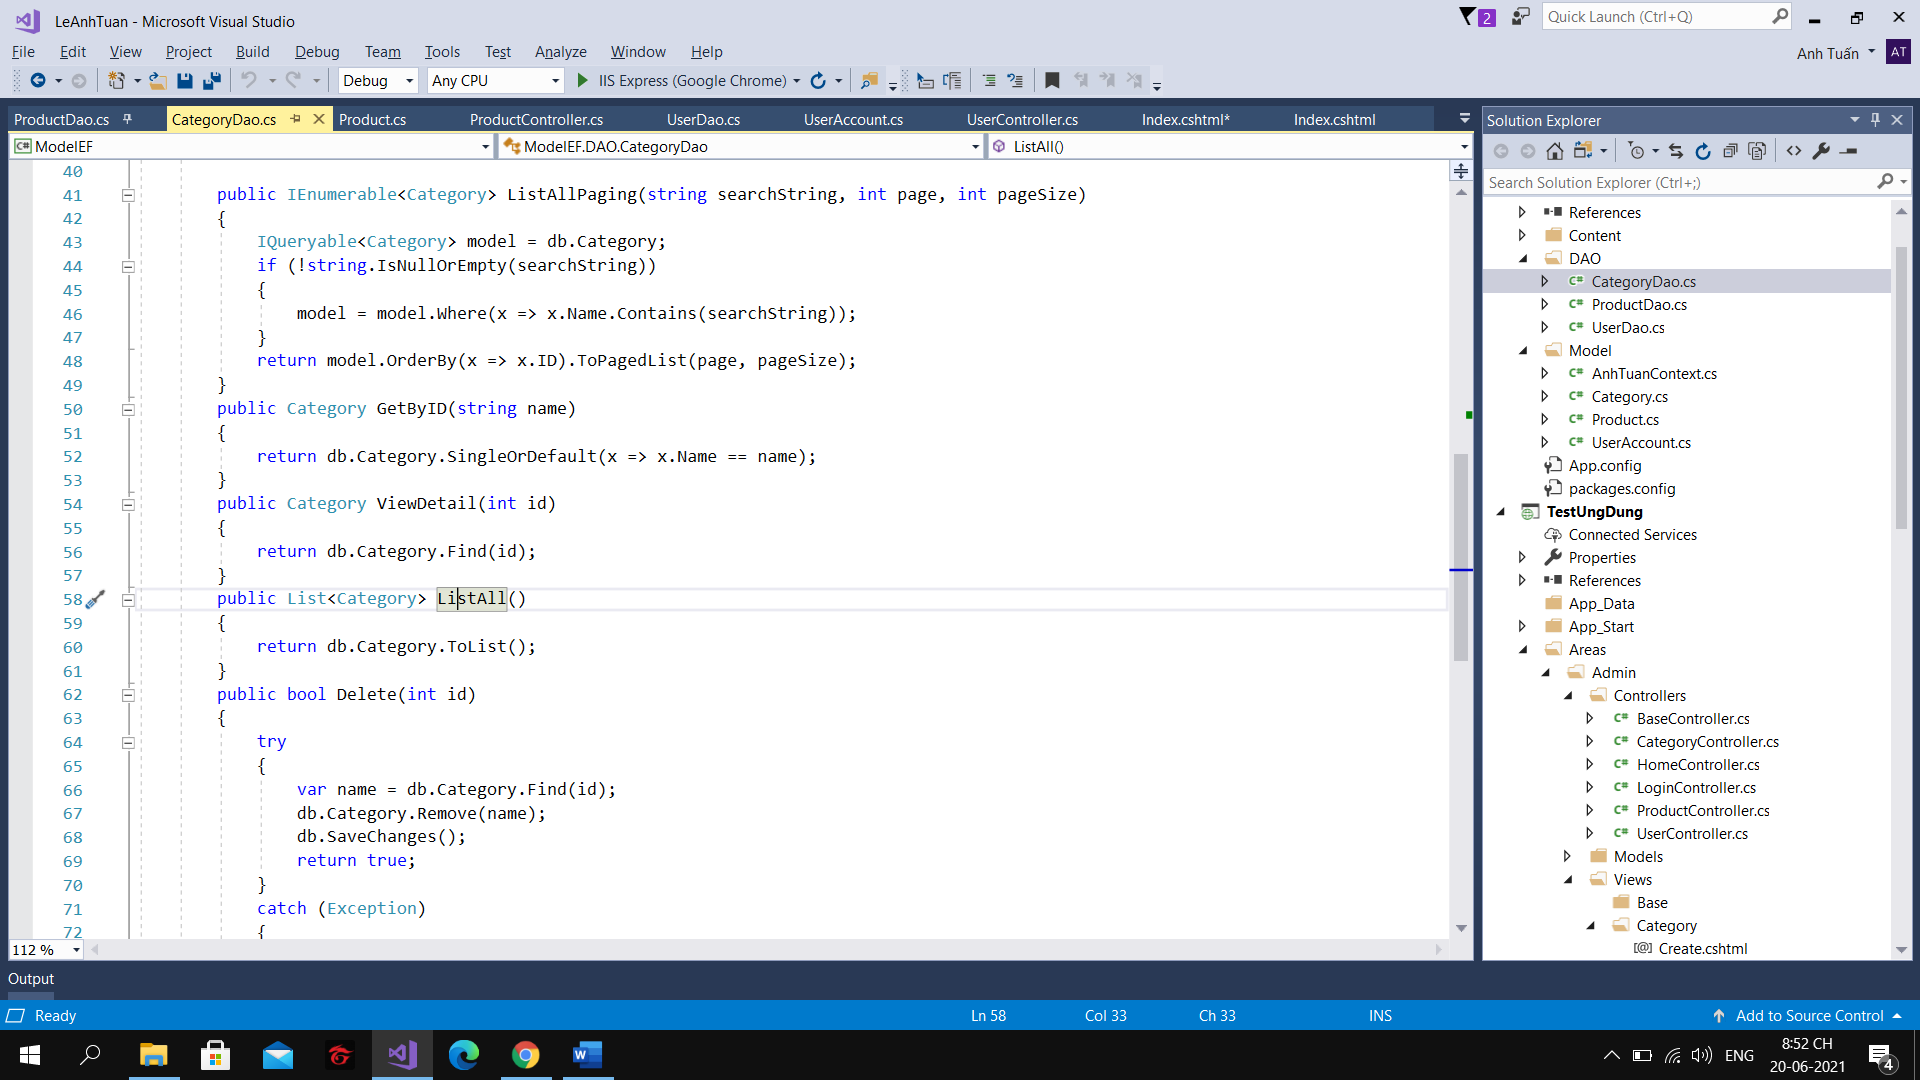 LeAnhTuan - Microsoft Visual Studio
2
Quick Launch (Ctrl+Q)
File Edit View Project Build Debug Team Tools Test Analyze Window Help
Anh Tuấn AT
Debug Any CPU IIS Express (Google Chrome)
ProductDao.cs CategoryDao.cs Product.cs ProductController.cs UserDao.cs UserAccount.cs UserController.cs Index.cshtml* Index.cshtml
ModelEF ModelEF.DAO.CategoryDao ListAll()
40
41 public IEnumerable<Category> ListAllPaging(string searchString, int page, int pageSize)
42 {
43 IQueryable<Category> model = db.Category;
44 if (!string.IsNullOrEmpty(searchString))
45 {
46 model = model.Where(x => x.Name.Contains(searchString));
47 }
48 return model.OrderBy(x => x.ID).ToPagedList(page, pageSize);
49 }
50 public Category GetByID(string name)
51 {
52 return db.Category.SingleOrDefault(x => x.Name == name);
53 }
54 public Category ViewDetail(int id)
55 {
56 return db.Category.Find(id);
57 }
58 public List<Category> ListAll()
59 {
60 return db.Category.ToList();
61 }
62 public bool Delete(int id)
63 {
64 try
65 {
66 var name = db.Category.Find(id);
67 db.Category.Remove(name);
68 db.SaveChanges();
69 return true;
70 }
71 catch (Exception)
72 {
112 %
Solution Explorer
Search Solution Explorer (Ctrl+;)
References
Content
DAO
C# CategoryDao.cs
C# ProductDao.cs
C# UserDao.cs
Model
C# AnhTuanContext.cs
C# Category.cs
C# Product.cs
C# UserAccount.cs
App.config
packages.config
TestUngDung
Connected Services
Properties
References
App_Data
App_Start
Areas
Admin
Controllers
C# BaseController.cs
C# CategoryController.cs
C# HomeController.cs
C# LoginController.cs
C# ProductController.cs
C# UserController.cs
Models
Views
Base
Category
[@] Create.cshtml
Output
Ready Ln 58 Col 33 Ch 33 INS Add to Source Control
ENG
8:52 CH
20-06-2021
4